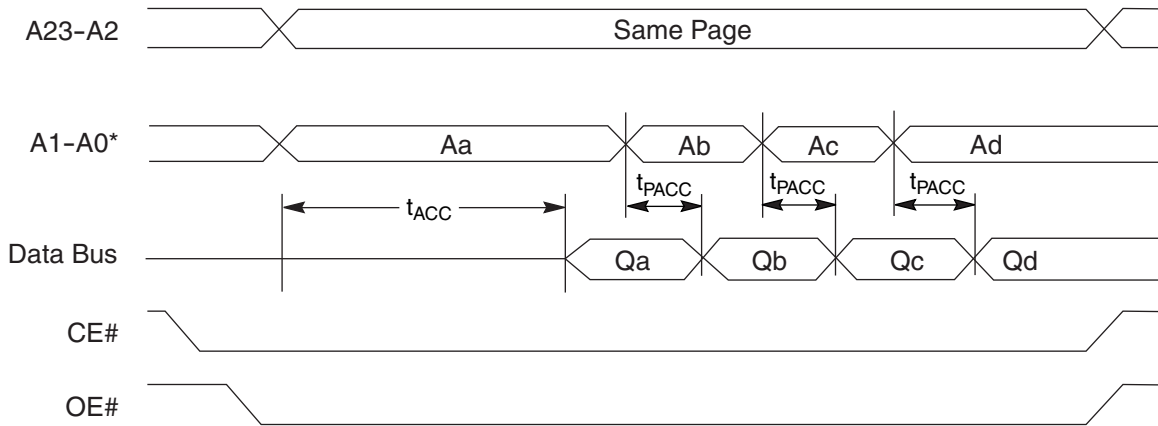 A23–A2
Same Page
A1–A0*
Aa
Ab
Ac
Ad
tACC
tPACC
tPACC
tPACC
Data Bus
Qa
Qb
Qc
Qd
CE#
OE#